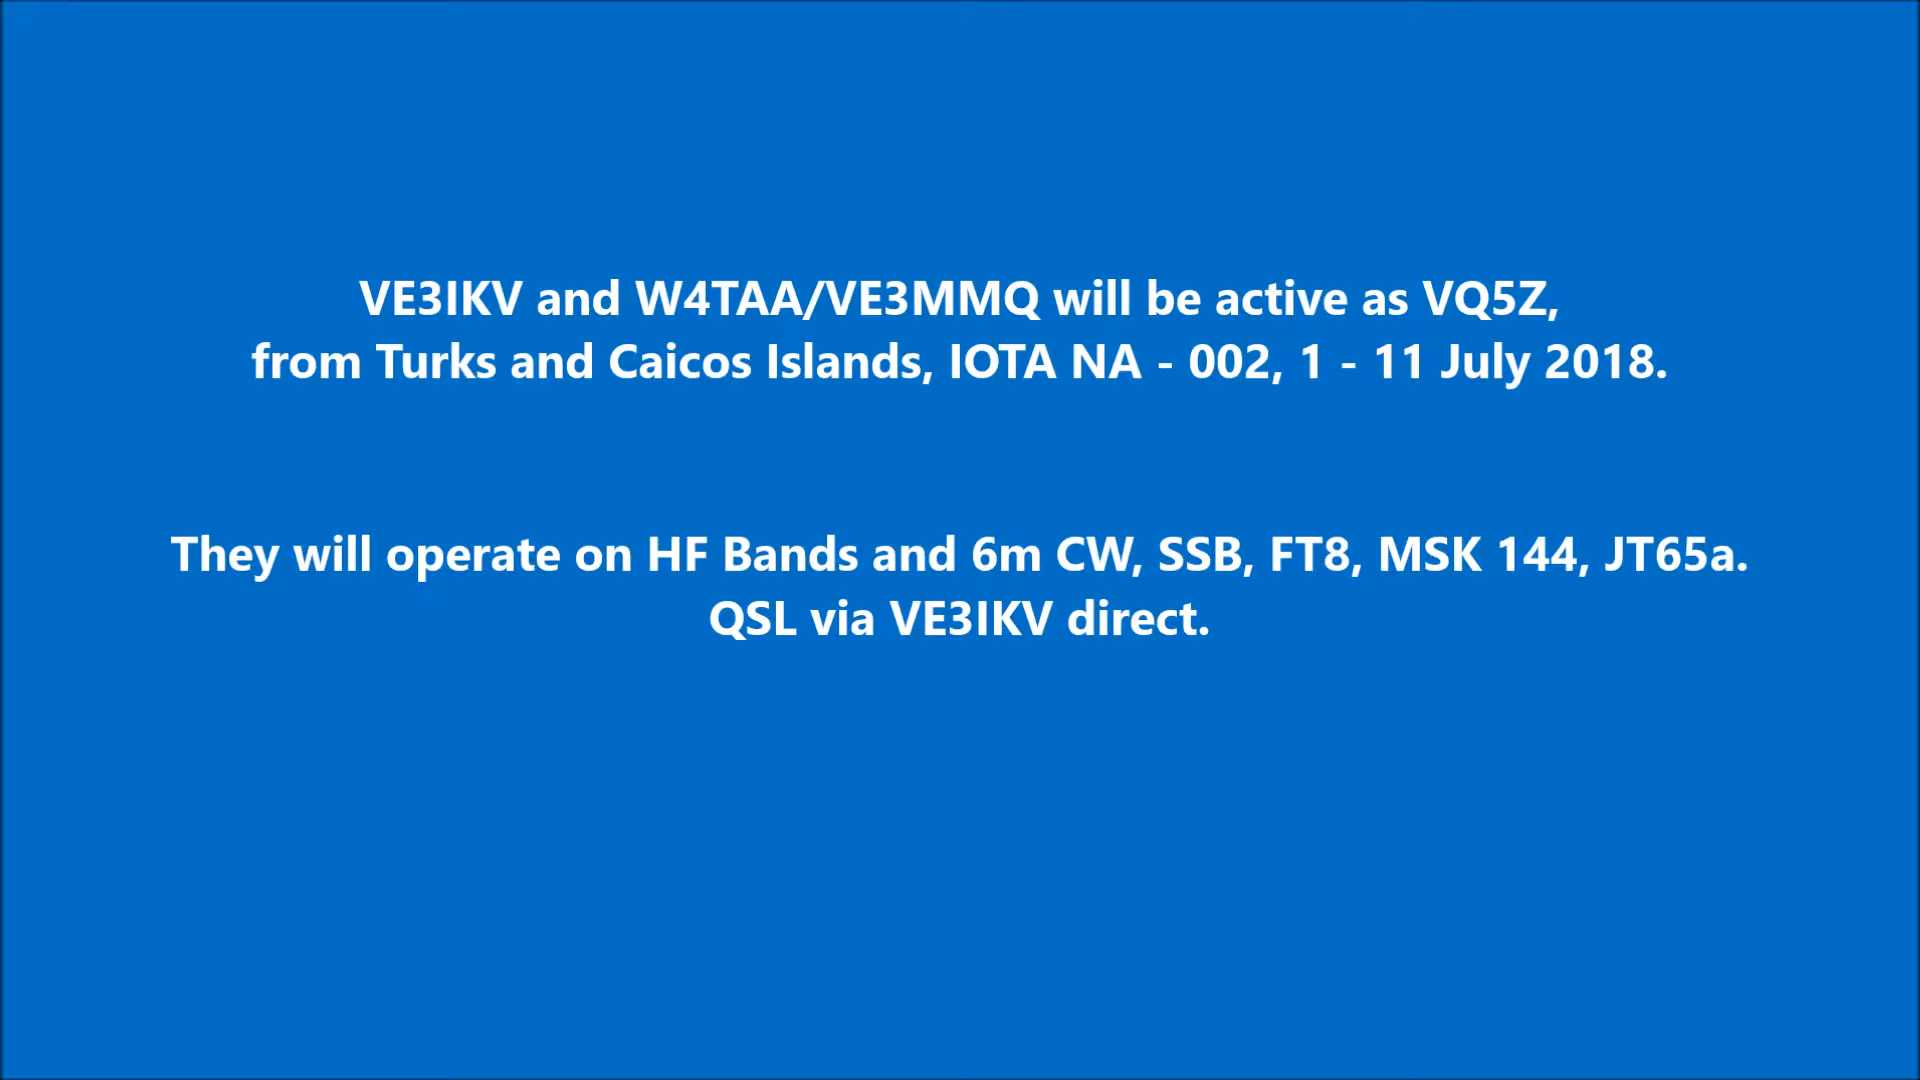 VE3IKV and W4TAA/VE3MMQ will be active as VQ5Z,
from Turks and Caicos Islands, IOTA NA - 002, 1 - 11 July 2018.
They will operate on HF Bands and 6m CW, SSB, FT8, MSK 144, JT65a.
QSL via VE3IKV direct.